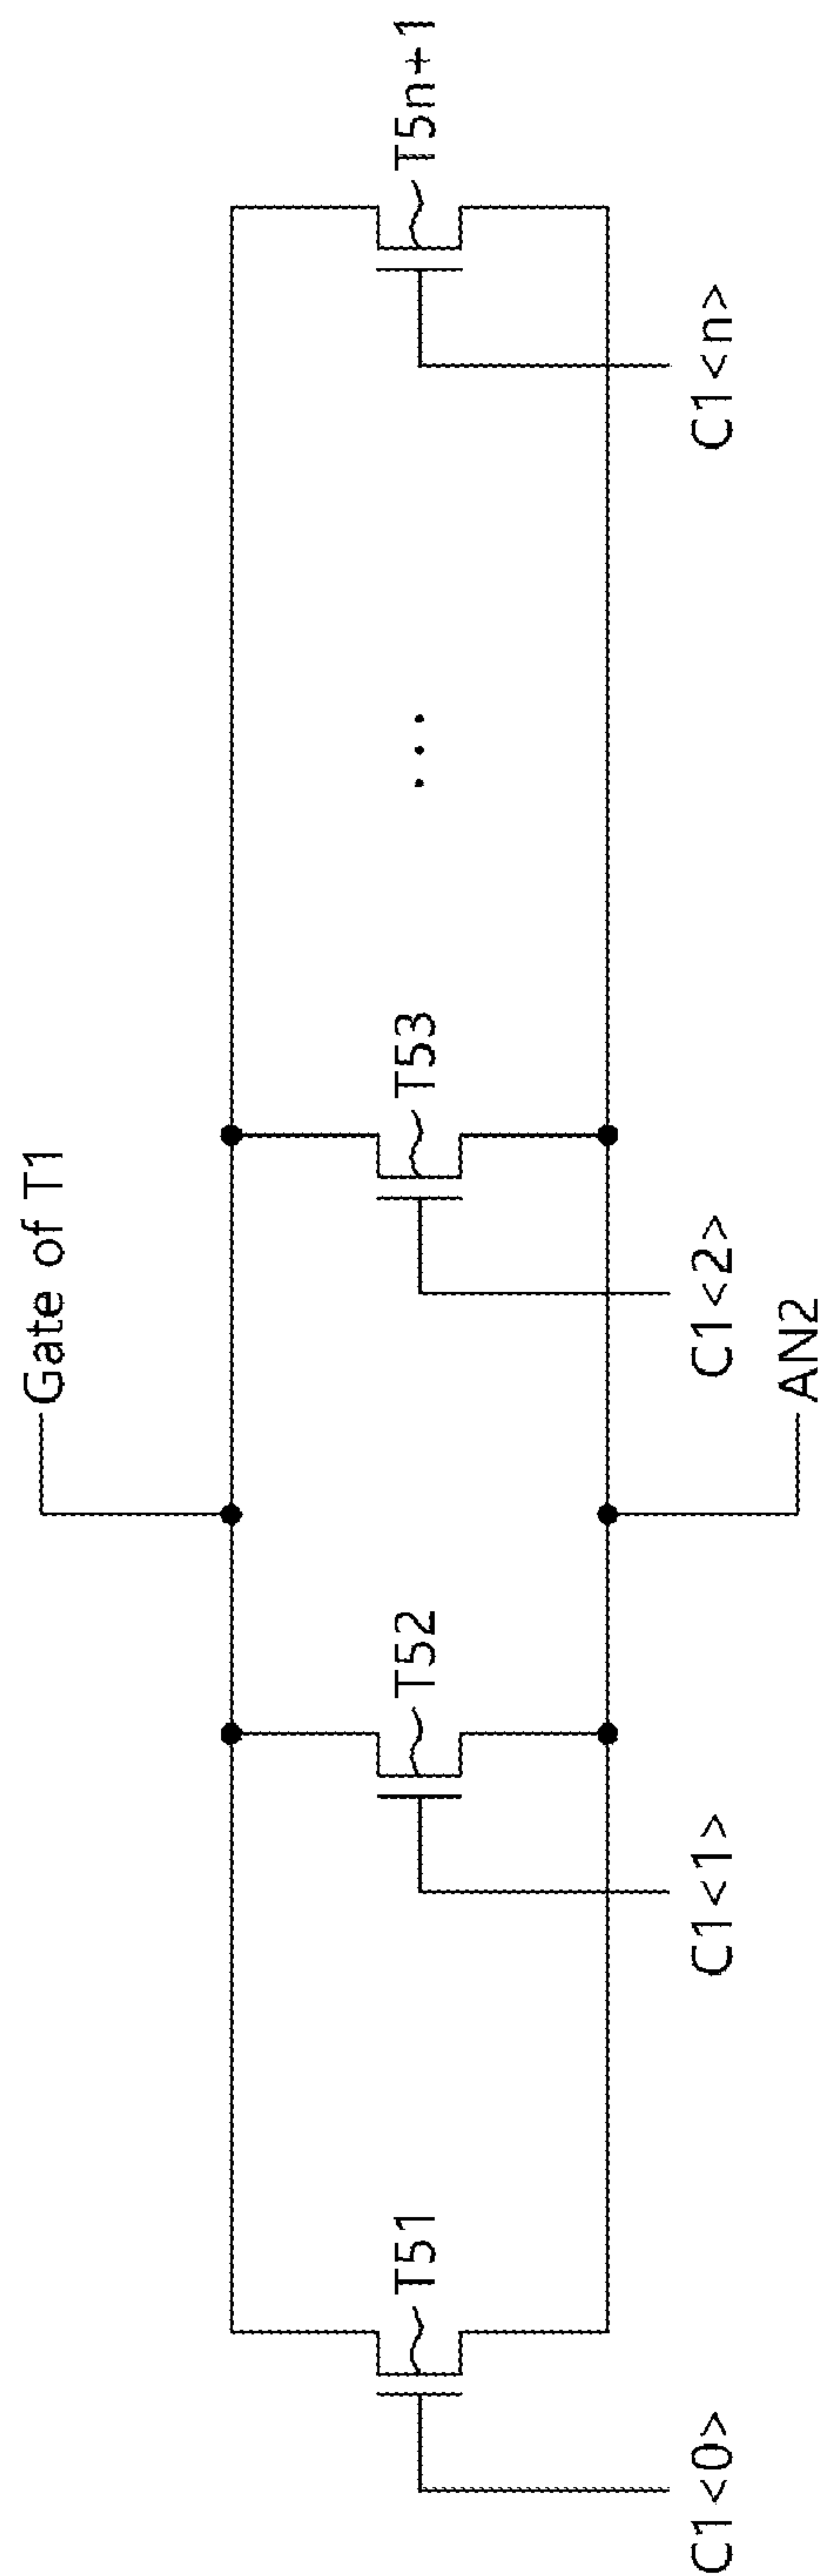 Gate of T1
T51
T52
T53
...
T5n+1
C1<0>
C1<1>
C1<2>
C1<n>
AN2